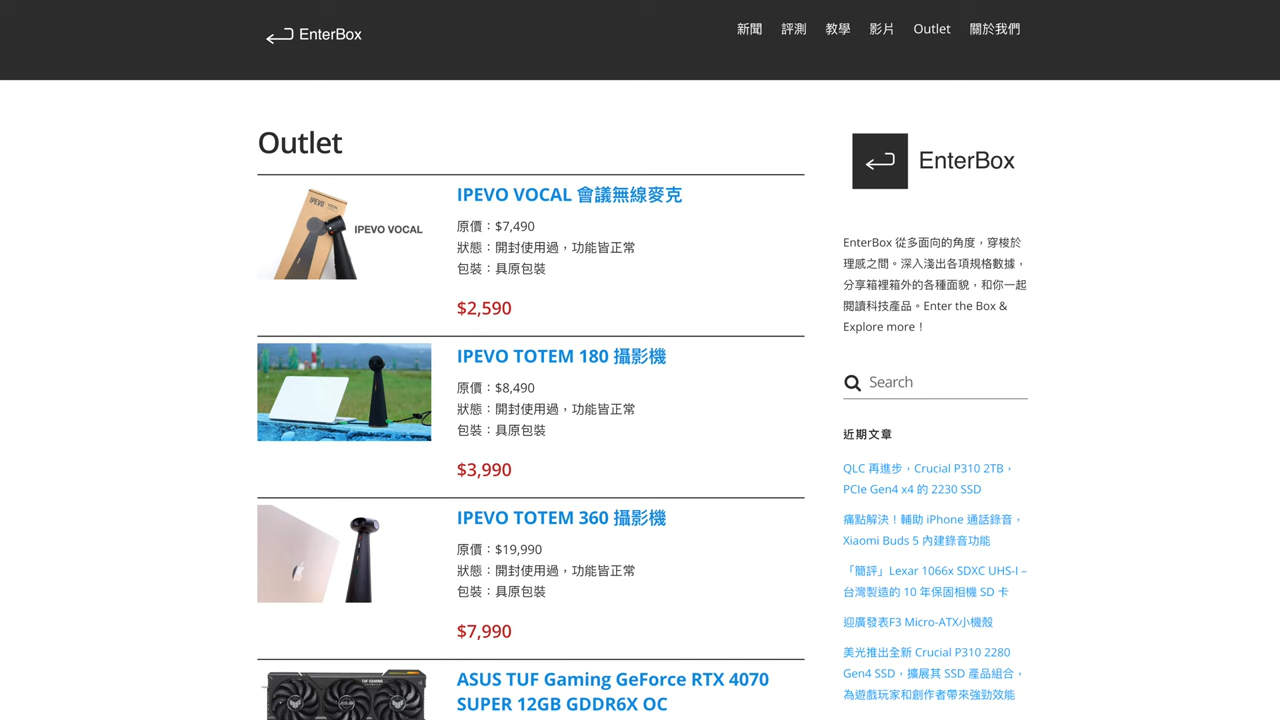 EnterBox
新聞 評測 教學 影片 Outlet 關於我們
Outlet
IPEVO VOCAL
IPEVO VOCAL 會議無線麥克
原價：$7,490
狀態：開封使用過，功能皆正常
包裝：具原包裝
$2,590
IPEVO TOTEM 180 攝影機
原價：$8,490
狀態：開封使用過，功能皆正常
包裝：具原包裝
$3,990
IPEVO TOTEM 360 攝影機
原價：$19,990
狀態：開封使用過，功能皆正常
包裝：具原包裝
$7,990
ASUS TUF Gaming GeForce RTX 4070
SUPER 12GB GDDR6X OC
EnterBox
EnterBox 從多面向的角度，穿梭於
理感之間。深入淺出各項規格數據，
分享箱裡箱外的各種面貌，和你一起
閱讀科技產品。Enter the Box &
Explore more！
Search
近期文章
QLC 再進步，Crucial P310 2TB，
PCIe Gen4 x4 的 2230 SSD
痛點解決！輔助 iPhone 通話錄音，
Xiaomi Buds 5 內建錄音功能
「簡評」Lexar 1066x SDXC UHS-I –
台灣製造的 10 年保固相機 SD 卡
迎廣發表F3 Micro-ATX小機殼
美光推出全新 Crucial P310 2280
Gen4 SSD，擴展其 SSD 產品組合，
為遊戲玩家和創作者帶來強勁效能